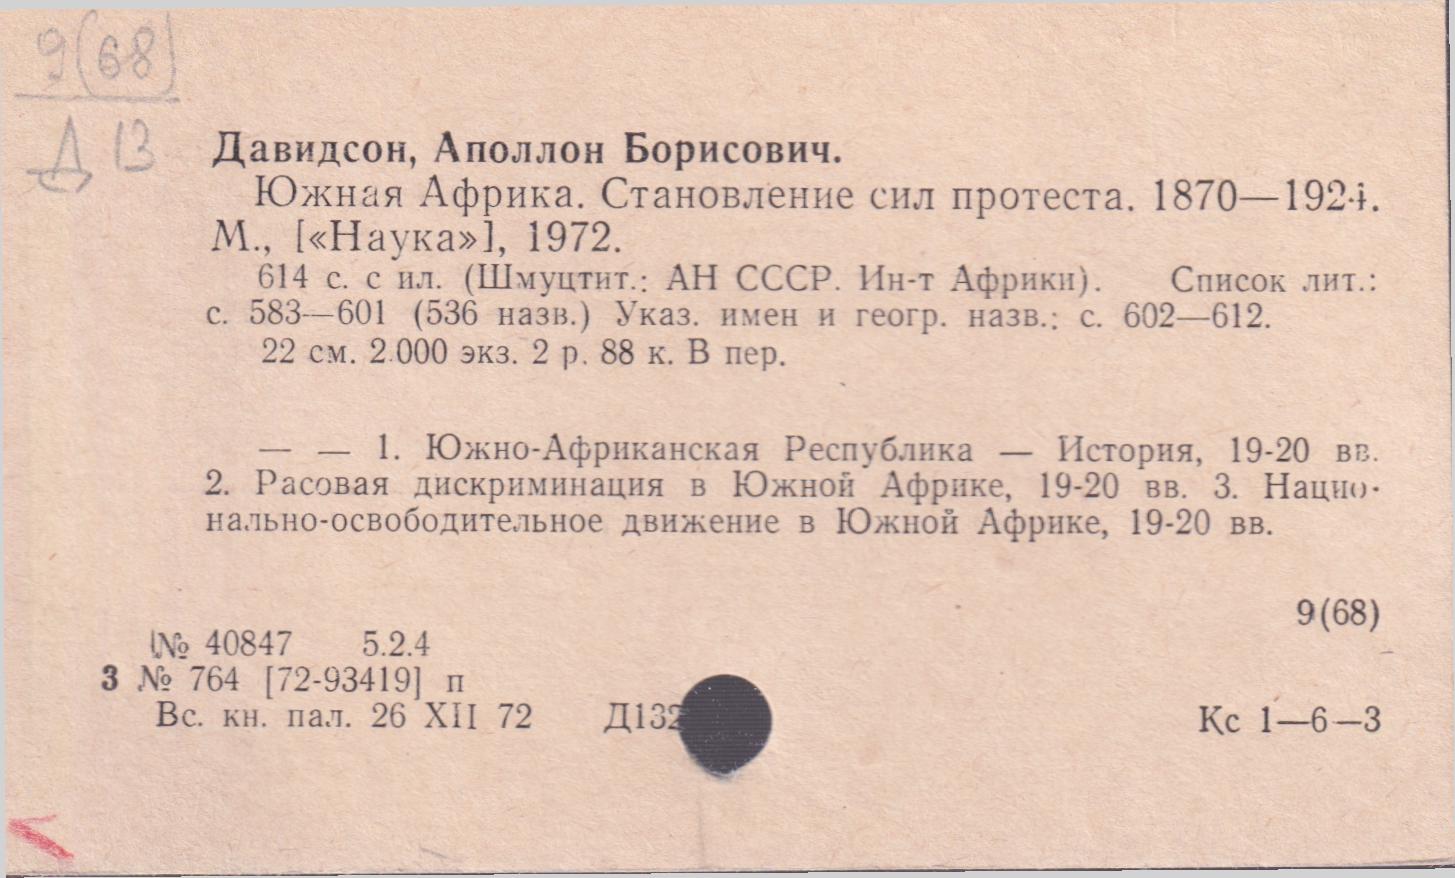 9(68)
Д 13
Давидсон, Аполлон Борисович.
Южная Африка. Становление сил протеста. 1870—1924.
М., [«Наука»], 1972.
614 с. с ил. (Шмуцтит.: АН СССР. Ин-т Африки). Список лит.:
с. 583—601 (536 назв.) Указ. имен и геогр. назв.: с. 602—612.
22 см. 2.000 экз. 2 р. 88 к. В пер.
— — 1. Южно-Африканская Республика — История, 19-20 вв.
2. Расовая дискриминация в Южной Африке, 19-20 вв. 3. Нацио-
нально-освободительное движение в Южной Африке, 19-20 вв.
9(68)
№ 40847 5.2.4
3 № 764 [72-93419] п
Вс. кн. пал. 26 XII 72 Д132 Кс 1—6—3